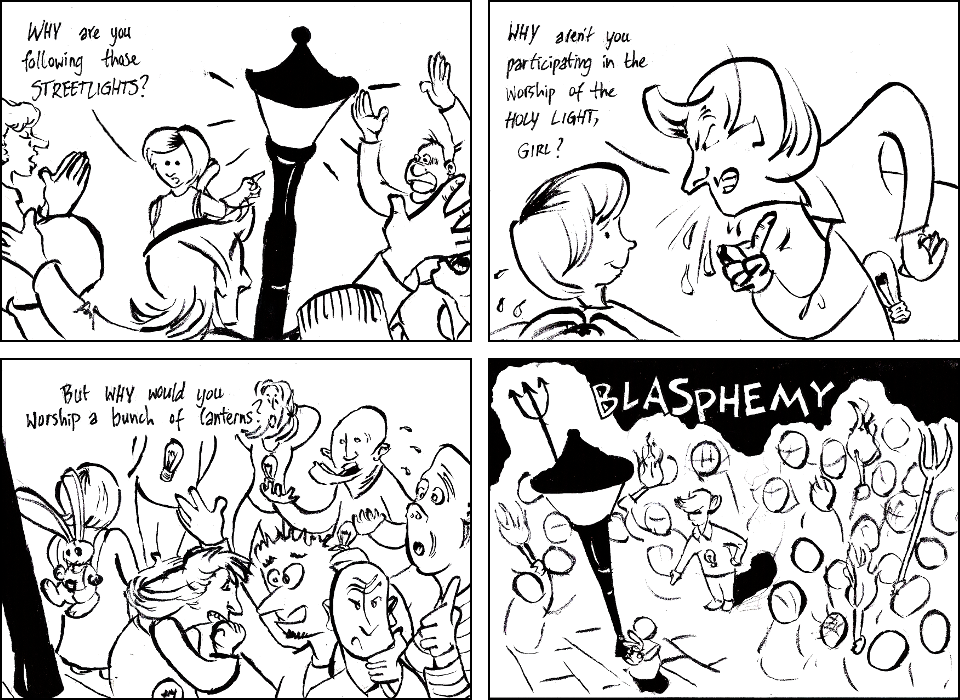 WHY are you
following those
STREETLIGHTS?
WHY aren't you
participating in the
worship of the
HOLY LIGHT,
GIRL?
But WHY would you
worship a bunch of lanterns?
BLASPHEMY